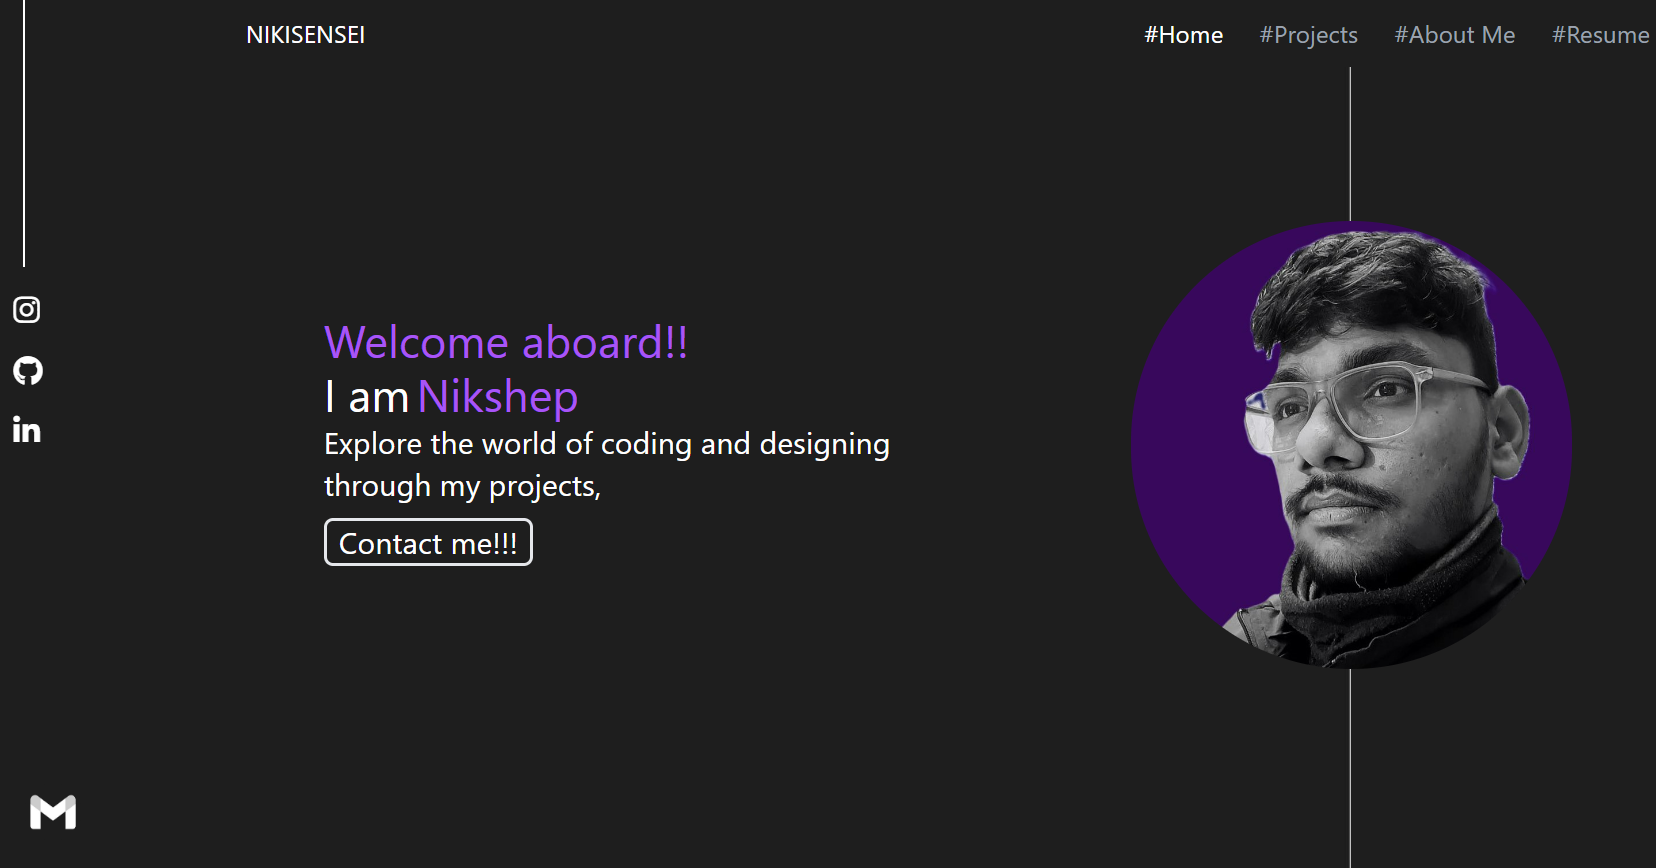 NIKISENSEI
#Home #Projects #About Me #Resume
Welcome aboard!!
I am Nikshep
Explore the world of coding and designing
through my projects,
Contact me!!!
in